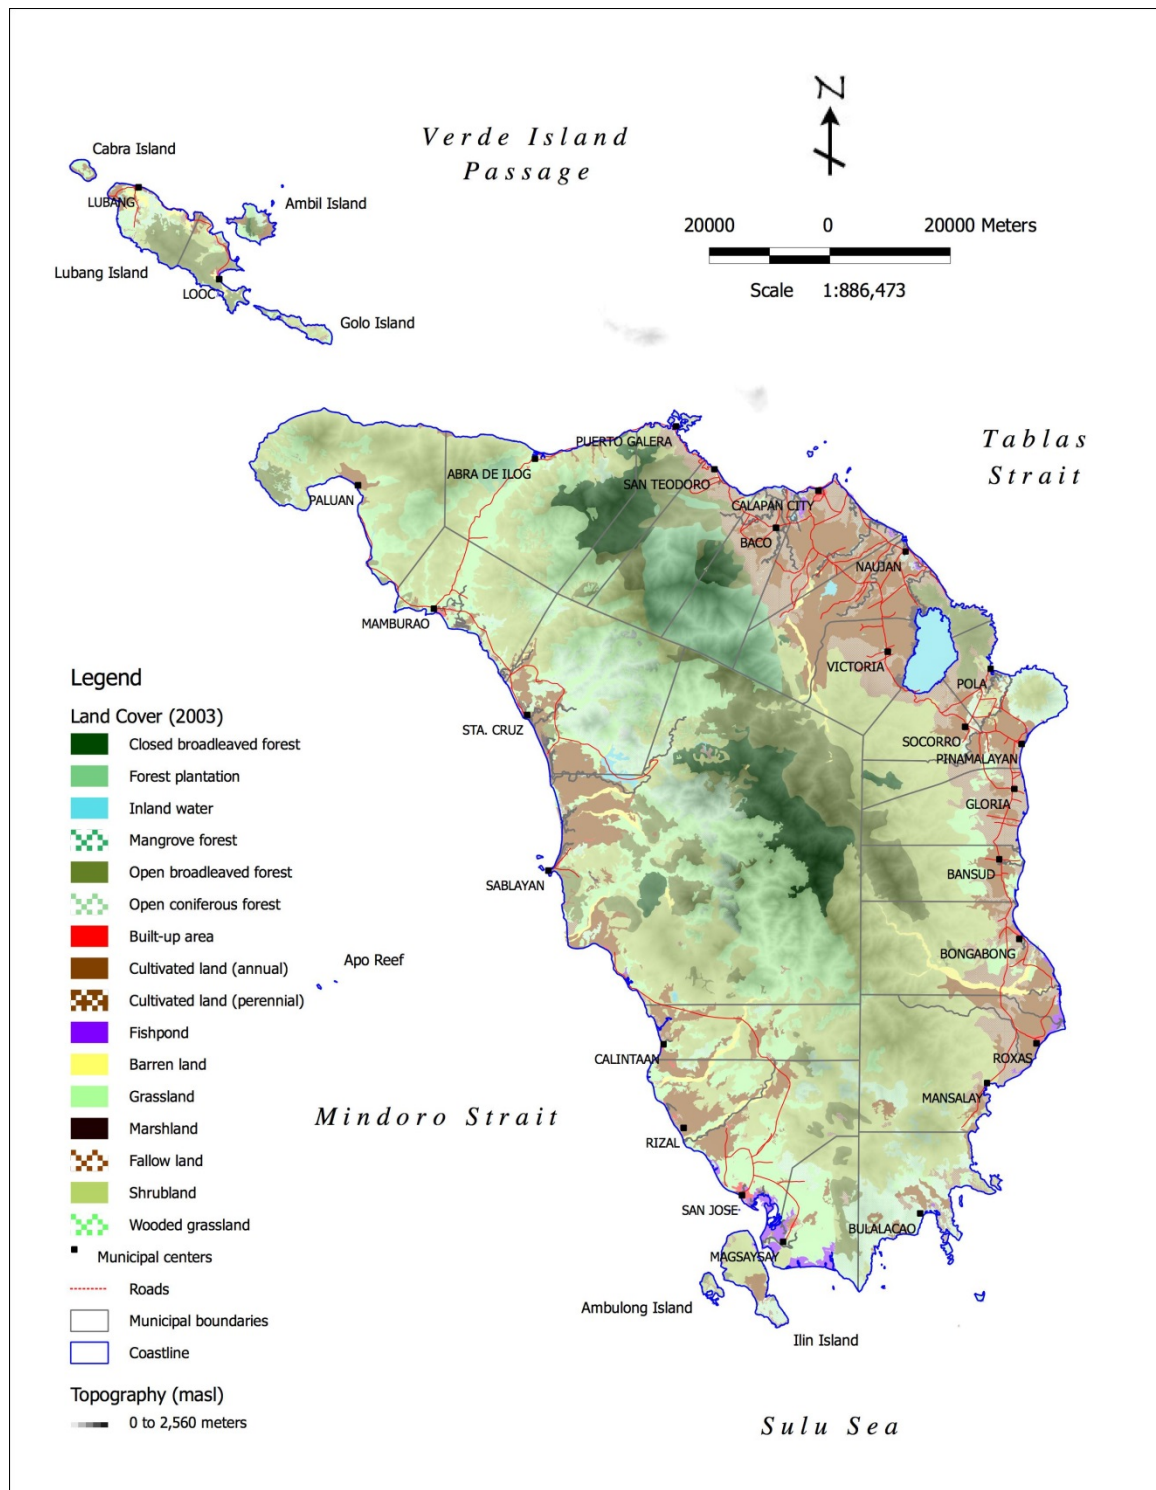 N
Verde Island
Passage
Cabra Island
LUBANG
Ambil Island
Lubang Island
LOOC
Golo Island
20000 0 20000 Meters
Scale 1:886,473
Tablas
Strait
PUERTO GALERA
ABRA DE ILOG
SAN TEODORO
PALUAN
CALAPAN CITY
BACO
NAUJAN
MAMBURAO
VICTORIA
POLA
STA. CRUZ
SOCORRO
PINAMALAYAN
GLORIA
BANSUD
SABLAYAN
BONGABONG
Apo Reef
CALINTAAN
ROXAS
MANSALAY
Mindoro Strait
RIZAL
SAN JOSE
BULALACAO
MAGSAYSAY
Ambulong Island
Ilin Island
Sulu Sea
Legend
Land Cover (2003)
Closed broadleaved forest
Forest plantation
Inland water
Mangrove forest
Open broadleaved forest
Open coniferous forest
Built-up area
Cultivated land (annual)
Cultivated land (perennial)
Fishpond
Barren land
Grassland
Marshland
Fallow land
Shrubland
Wooded grassland
Municipal centers
Roads
Municipal boundaries
Coastline
Topography (masl)
0 to 2,560 meters